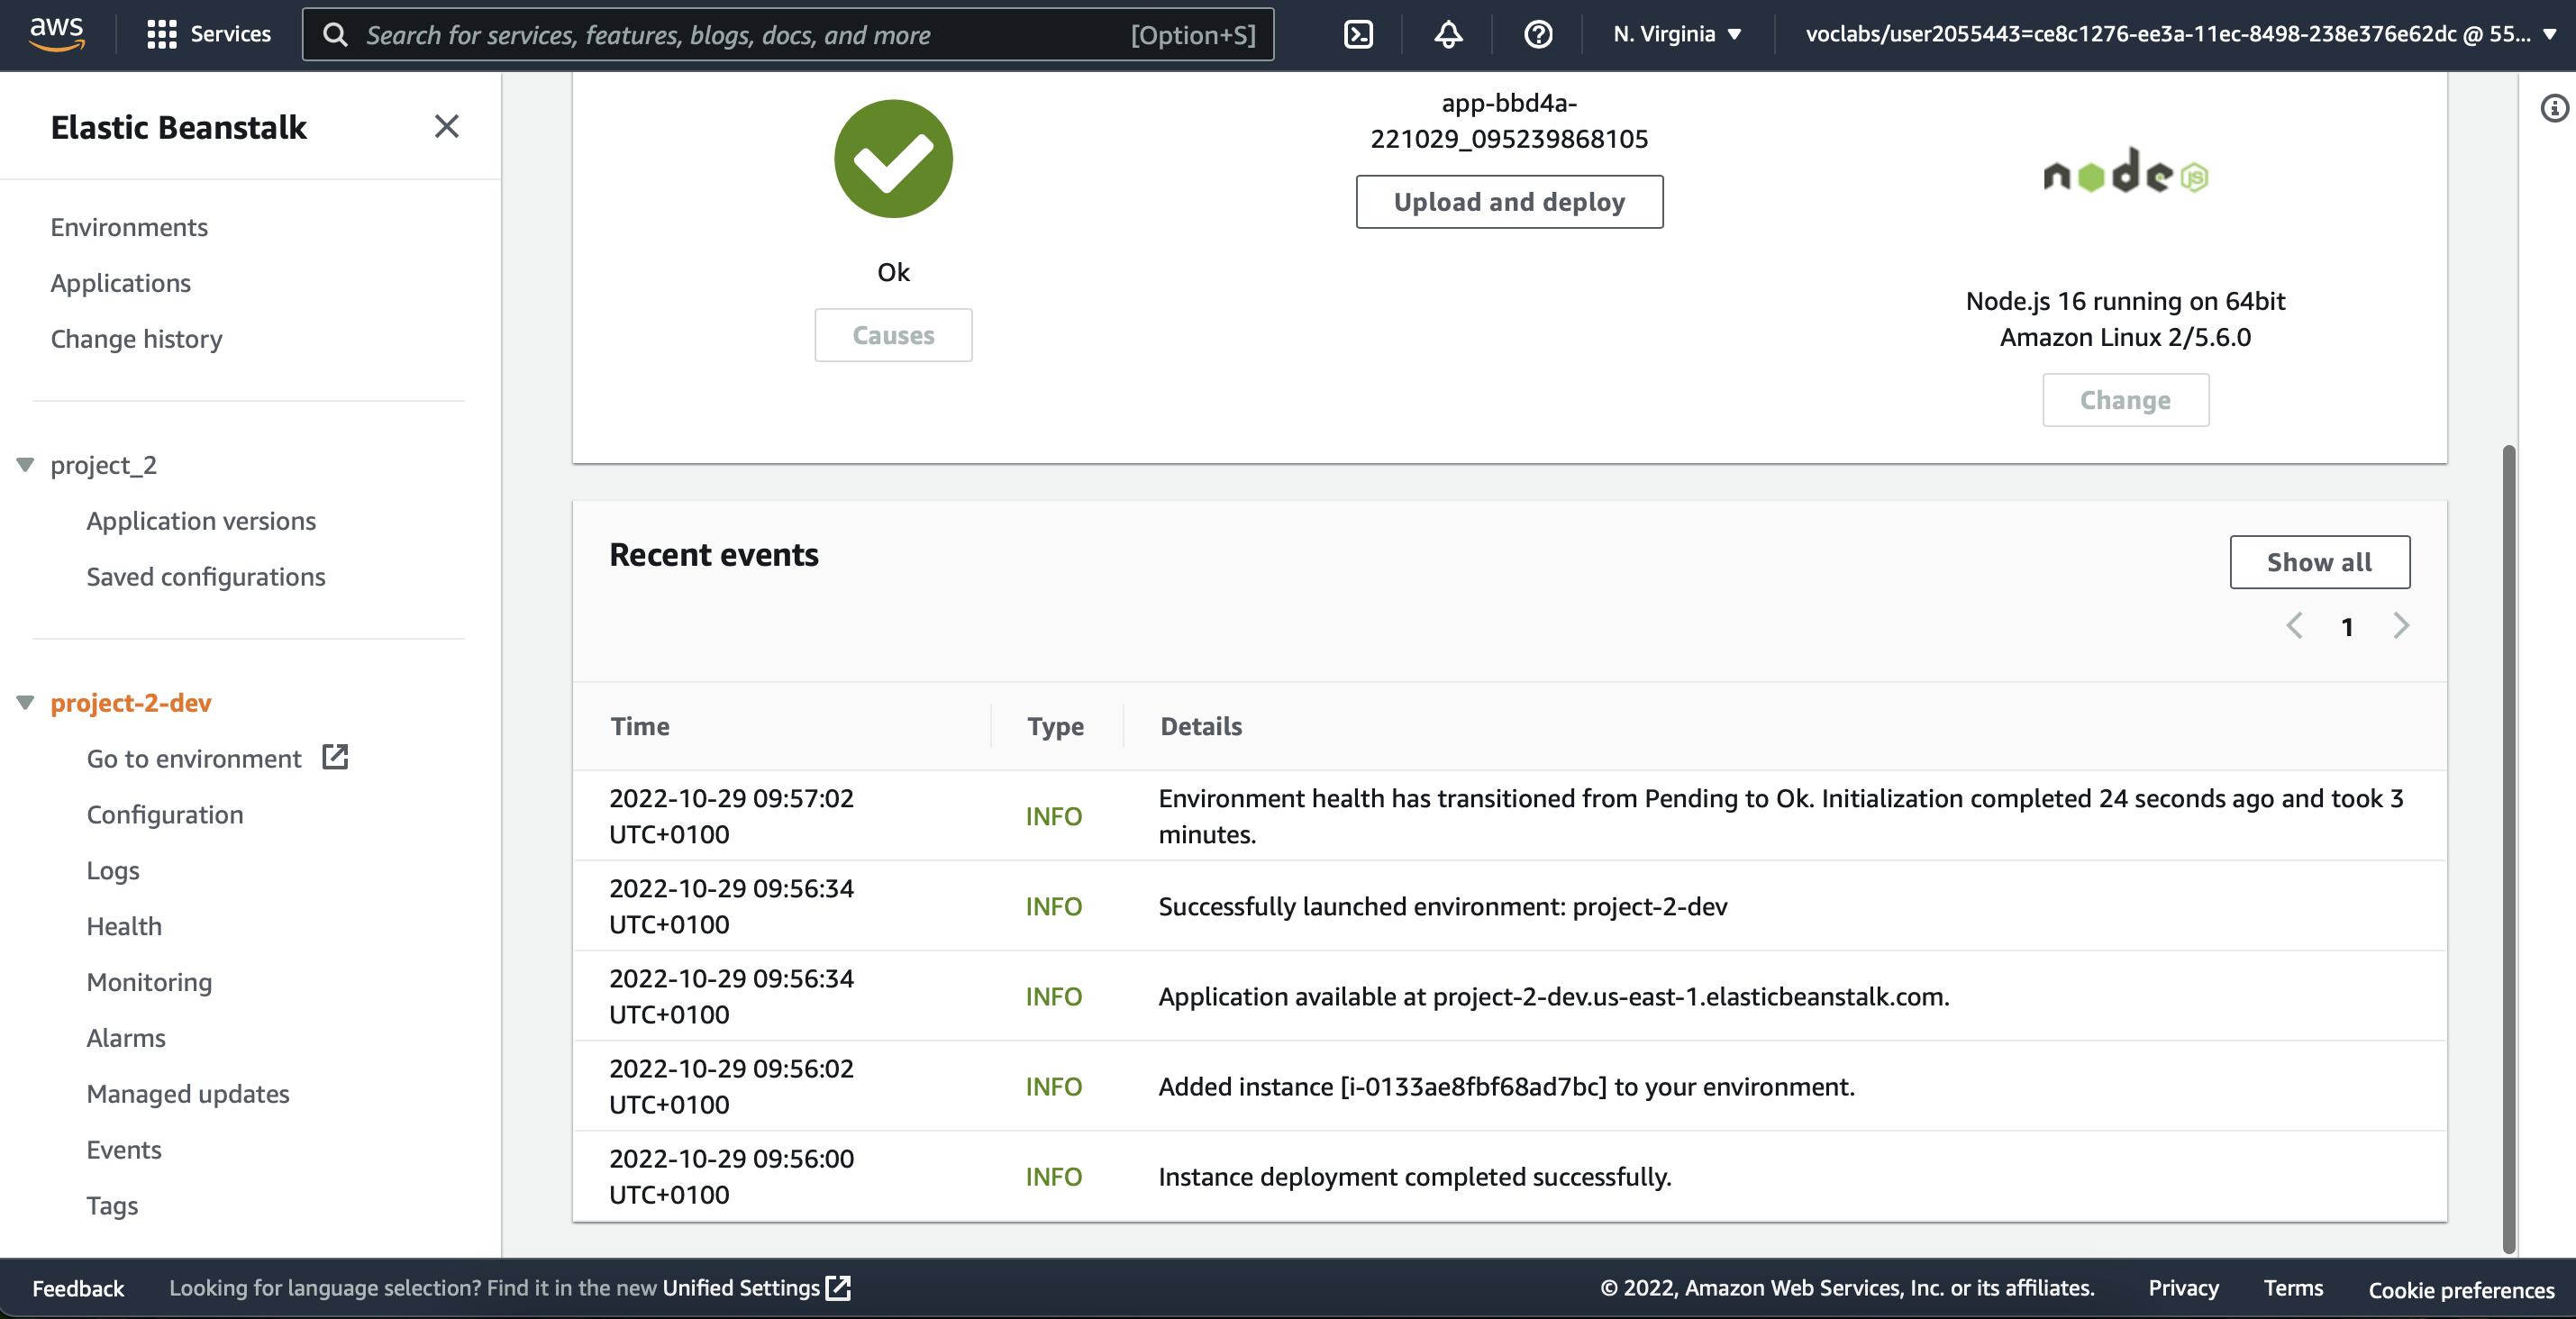 aws
Services
Search for services, features, blogs, docs, and more
[Option+S]
N. Virginia
voclabs/user2055443=ce8c1276-ee3a-11ec-8498-238e376e62dc @ 55...
Elastic Beanstalk
Environments
Applications
Change history
project_2
Application versions
Saved configurations
project-2-dev
Go to environment
Configuration
Logs
Health
Monitoring
Alarms
Managed updates
Events
Tags
Ok
Causes
app-bbd4a-
221029_095239868105
Upload and deploy
node JS
Node.js 16 running on 64bit
Amazon Linux 2/5.6.0
Change
Recent events
Show all
1
Time
Type
Details
2022-10-29 09:57:02
UTC+0100
INFO
Environment health has transitioned from Pending to Ok. Initialization completed 24 seconds ago and took 3
minutes.
2022-10-29 09:56:34
UTC+0100
INFO
Successfully launched environment: project-2-dev
2022-10-29 09:56:34
UTC+0100
INFO
Application available at project-2-dev.us-east-1.elasticbeanstalk.com.
2022-10-29 09:56:02
UTC+0100
INFO
Added instance [i-0133ae8fbf68ad7bc] to your environment.
2022-10-29 09:56:00
UTC+0100
INFO
Instance deployment completed successfully.
Feedback
Looking for language selection? Find it in the new Unified Settings
© 2022, Amazon Web Services, Inc. or its affiliates.
Privacy
Terms
Cookie preferences